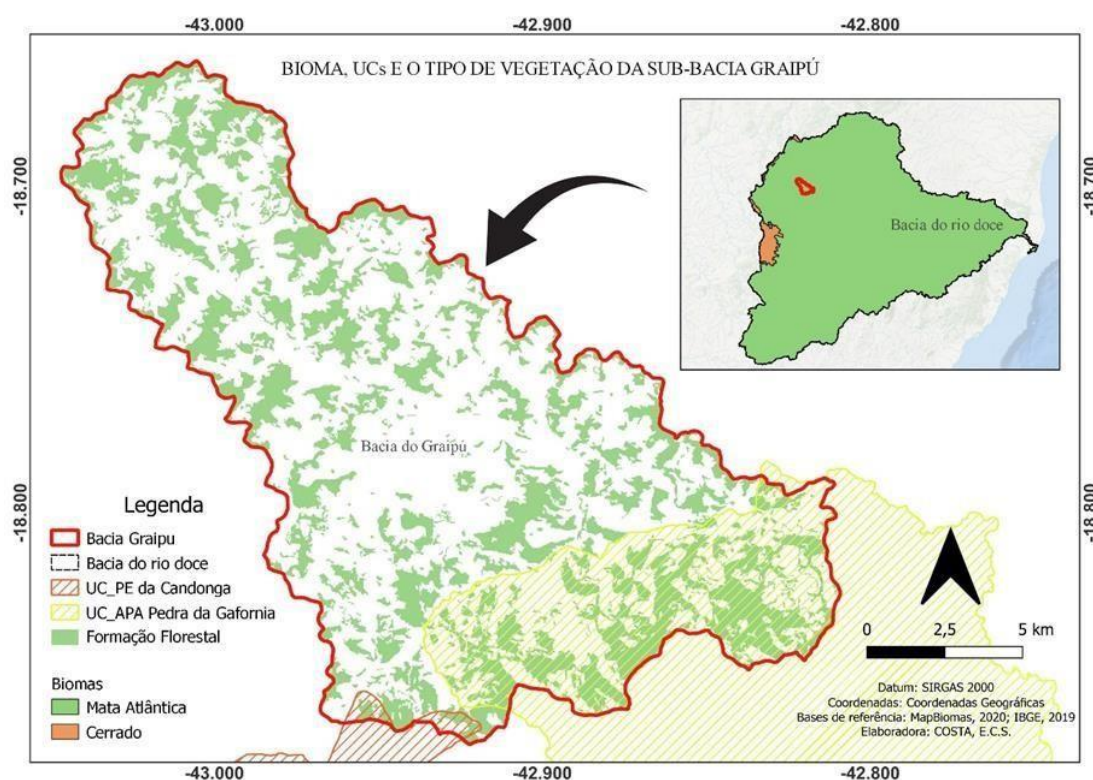 -43.000 -42.900 -42.800
BIOMA, UCs E O TIPO DE VEGETAÇÃO DA SUB-BACIA GRAIPÚ
-18.700
-18.700
Bacia do rio doce
Bacia do Graipú
-18.800
-18.800
Legenda
Bacia Graipu
Bacia do rio doce
UC_PE da Candonga
UC_APA Pedra da Gafornia
Formação Florestal
Biomas
Mata Atlântica
Cerrado
0 2,5 5 km
Datum: SIRGAS 2000
Coordenadas: Coordenadas Geográficas
Bases de referência: MapBiomas, 2020; IBGE, 2019
Elaboradora: COSTA, E.C.S.
-43.000 -42.900 -42.800